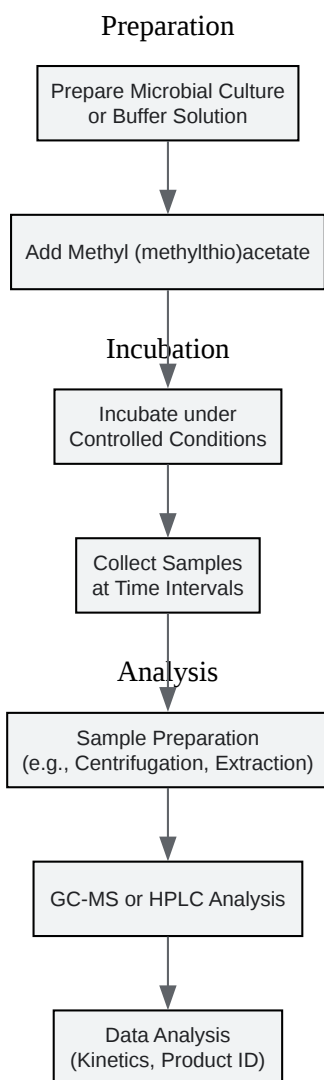 Preparation
Prepare Microbial Culture
or Buffer Solution
Add Methyl (methylthio)acetate
Incubation
Incubate under
Controlled Conditions
Collect Samples
at Time Intervals
Analysis
Sample Preparation
(e.g., Centrifugation, Extraction)
GC-MS or HPLC Analysis
Data Analysis
(Kinetics, Product ID)